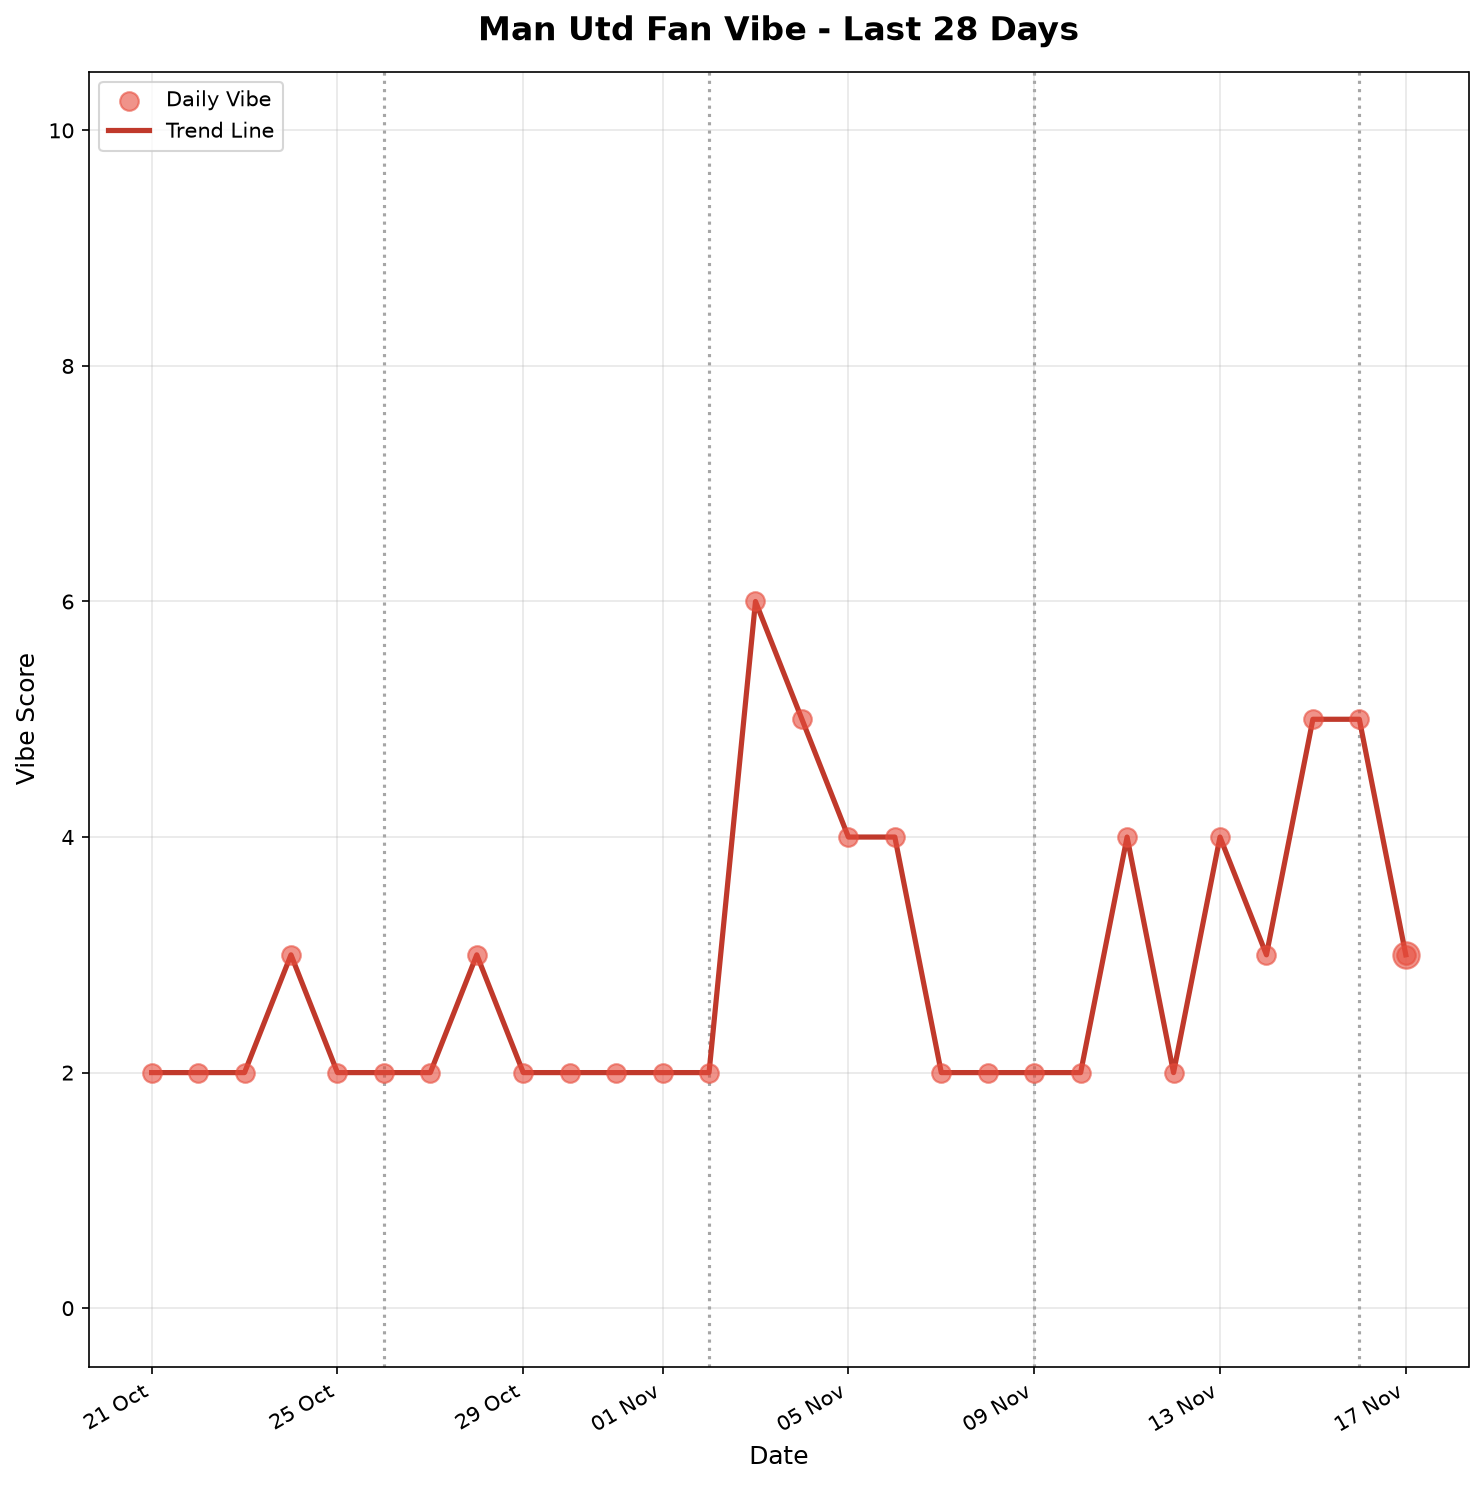 Man Utd Fan Vibe - Last 28 Days
Daily Vibe
Trend Line
10
8
6
4
2
0
Vibe Score
21 Oct
25 Oct
29 Oct
01 Nov
05 Nov
09 Nov
13 Nov
17 Nov
Date